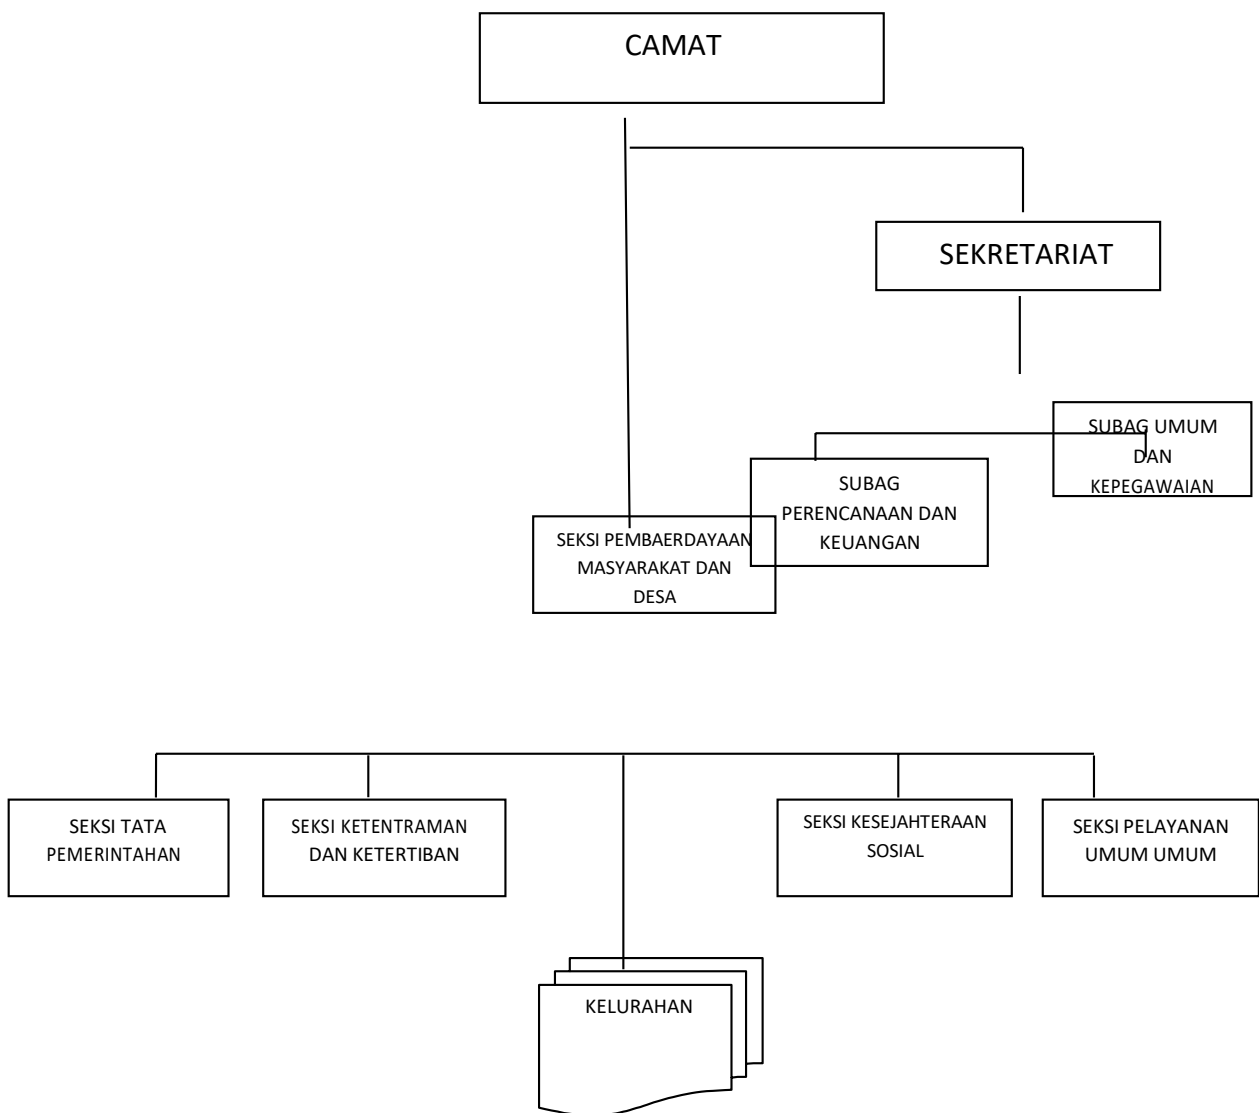 CAMAT
SEKRETARIAT
SUBAG UMUM
DAN
KEPEGAWAIAN
SUBAG
PERENCANAAN DAN
KEUANGAN
SEKSI PEMBAERDAYAAN
MASYARAKAT DAN
DESA
SEKSI TATA
PEMERINTAHAN
SEKSI KETENTRAMAN
DAN KETERTIBAN
SEKSI KESEJAHTERAAN
SOSIAL
SEKSI PELAYANAN
UMUM UMUM
KELURAHAN